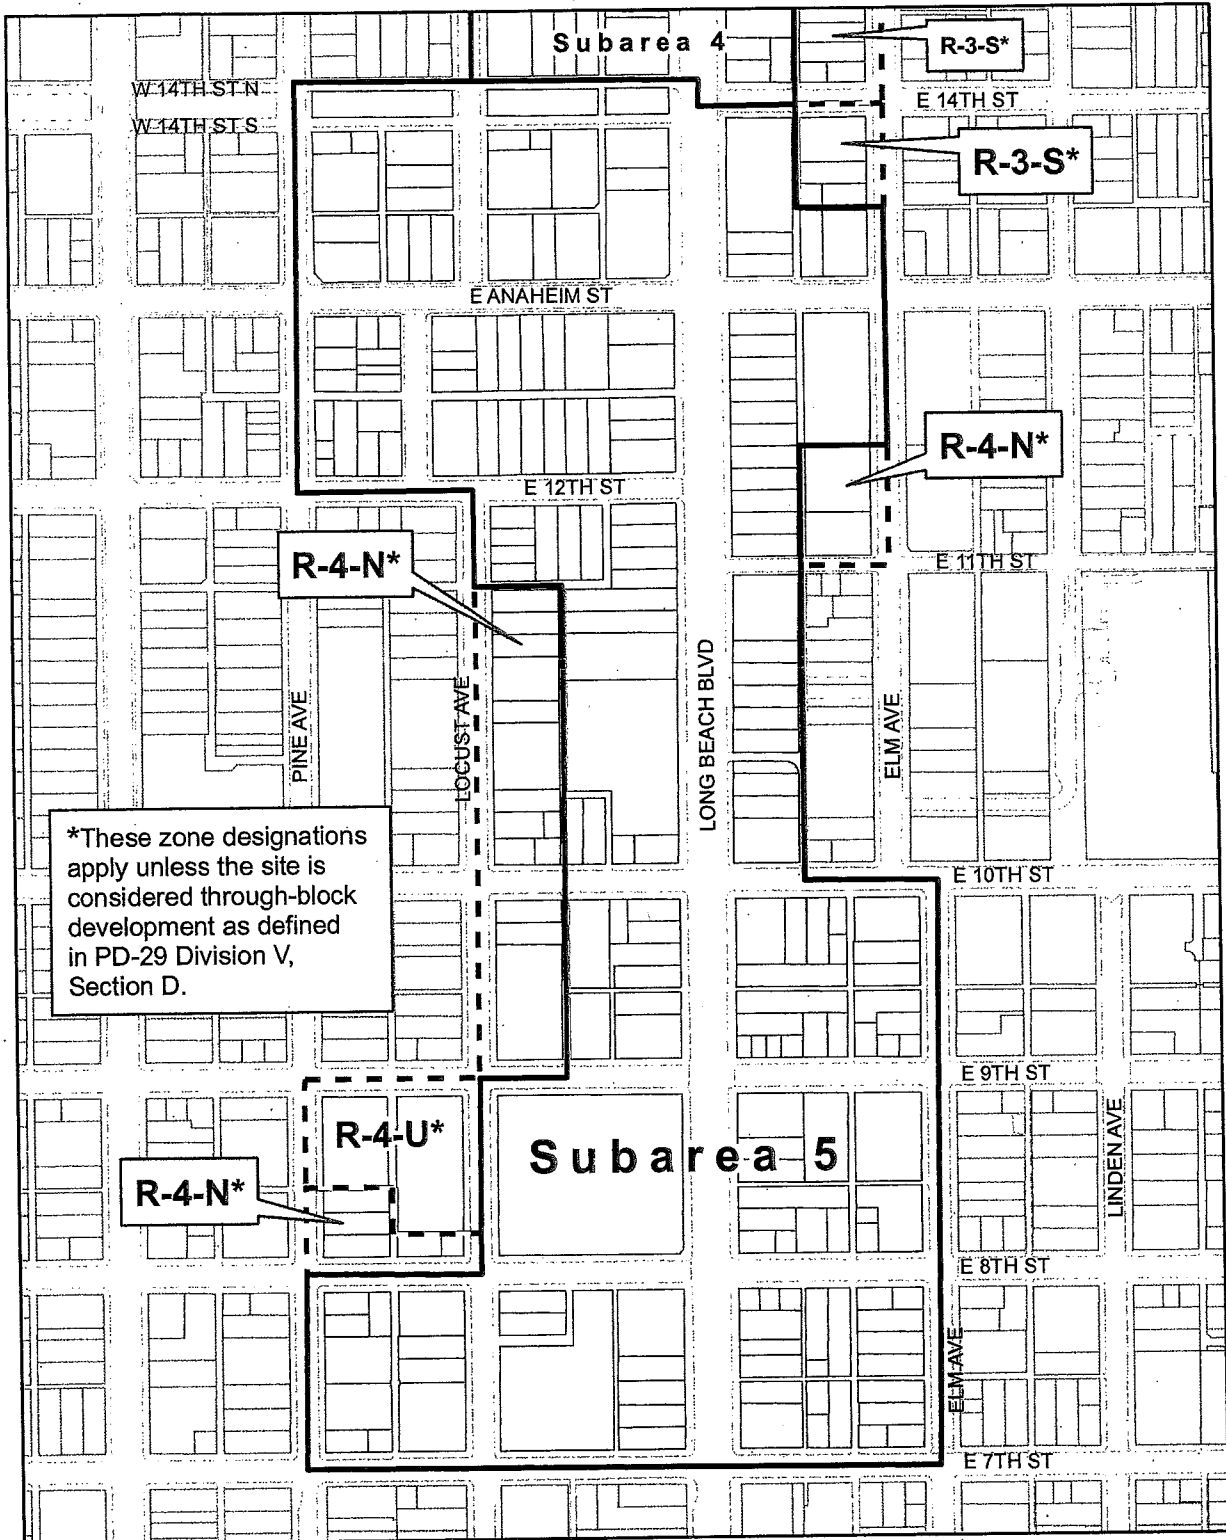 Subarea 4
R-3-S*
W 14TH ST N
E 14TH ST
W 14TH ST S
R-3-S*
E ANAHEIM ST
R-4-N*
E 12TH ST
R-4-N*
E 11TH ST
PINE AVE
LOCUST AVE
LONG BEACH BLVD
ELM AVE
*These zone designations
apply unless the site is
considered through-block
development as defined
in PD-29 Division V,
Section D.
E 10TH ST
E 9TH ST
R-4-U*
Subarea 5
LINDEN AVE
R-4-N*
E 8TH ST
ELM AVE
E 7TH ST